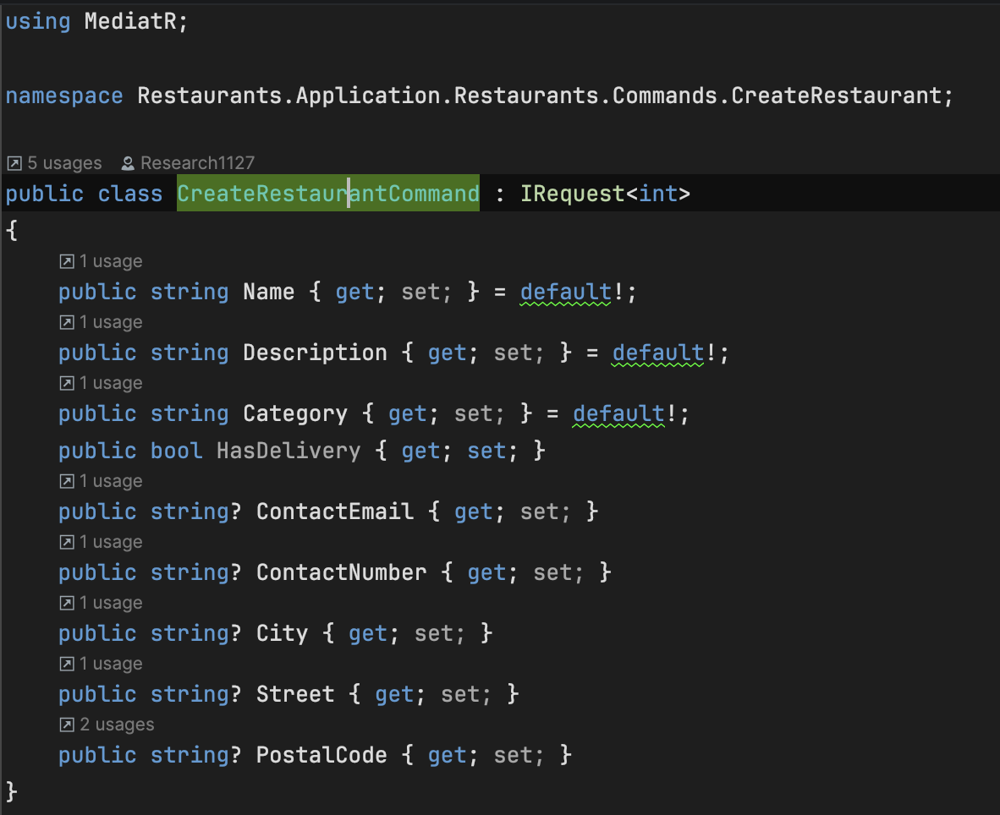 using MediatR;
namespace Restaurants.Application.Restaurants.Commands.CreateRestaurant;
5 usages Research1127
public class CreateRestaurantCommand : IRequest<int>
{
1 usage
public string Name { get; set; } = default!;
1 usage
public string Description { get; set; } = default!;
1 usage
public string Category { get; set; } = default!;
public bool HasDelivery { get; set; }
1 usage
public string? ContactEmail { get; set; }
1 usage
public string? ContactNumber { get; set; }
1 usage
public string? City { get; set; }
1 usage
public string? Street { get; set; }
2 usages
public string? PostalCode { get; set; }
}